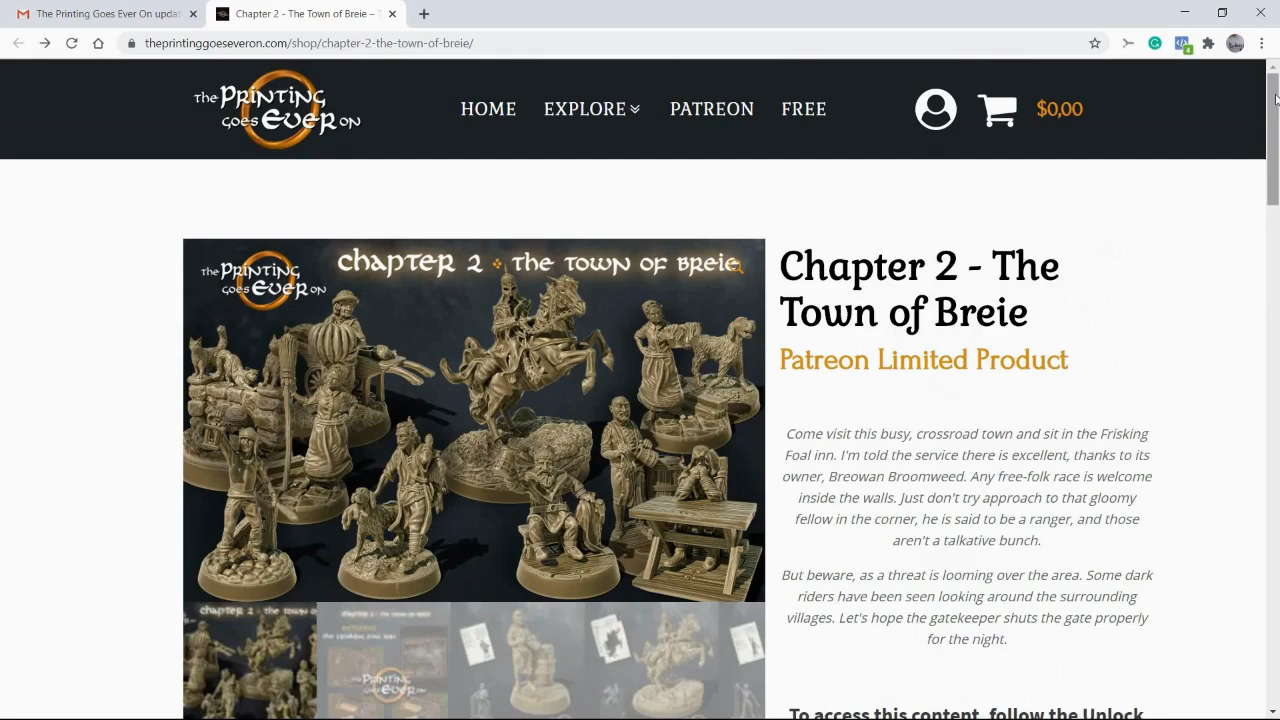 The Printing Goes Ever On updat
Chapter 2 - The Town of Breie – T
theprintinggoeseveron.com/shop/chapter-2-the-town-of-breie/
4
The PRINTING
GOES EVER ON
HOME
EXPLORE
PATREON
FREE
$0,00
The PRINTING
GOES EVER ON
chapter 2 • the town of Breie
Chapter 2 - The
Town of Breie
Patreon Limited Product
Come visit this busy, crossroad town and sit in the Frisking
Foal inn. I'm told the service there is excellent, thanks to its
owner, Breowan Broomweed. Any free-folk race is welcome
inside the walls. Just don't try approach to that gloomy
fellow in the corner, he is said to be a ranger, and those
aren't a talkative bunch.
But beware, as a threat is looming over the area. Some dark
riders have been seen looking around the surrounding
villages. Let's hope the gatekeeper shuts the gate properly
for the night.
chapter 2 • the town o
To access this content, follow the Unlock